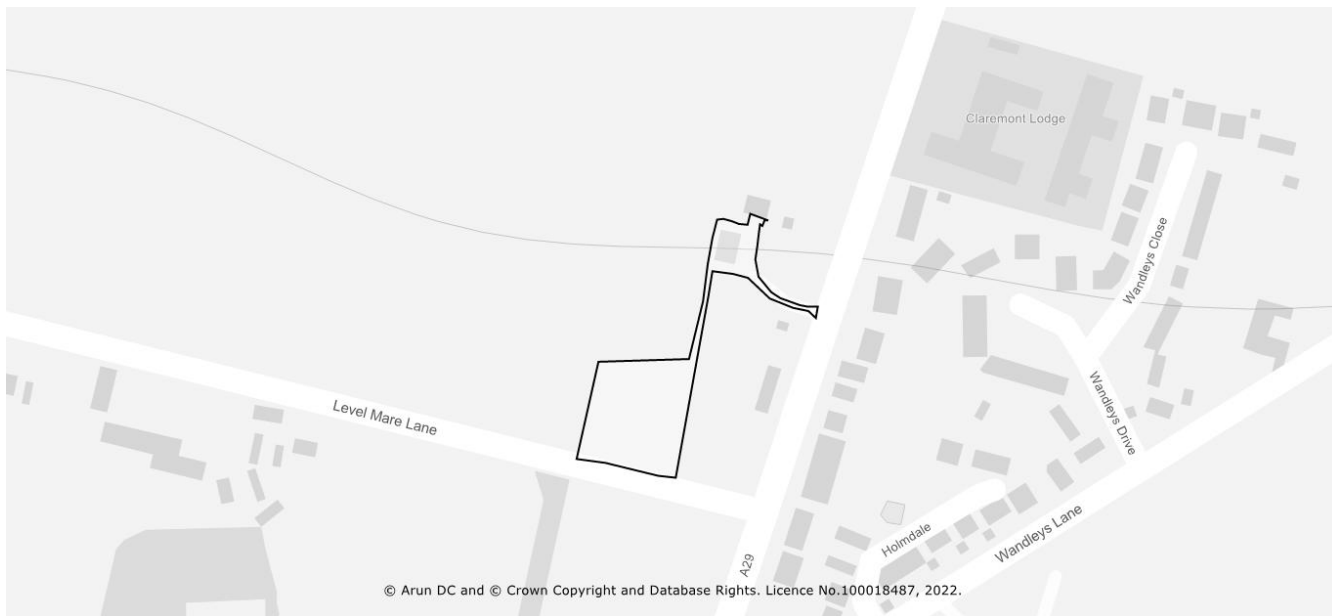 Claremont Lodge
Wandleys Close
Level Mare Lane
Wandleys Drive
Holmdale
Wandleys Lane
A29
© Arun DC and © Crown Copyright and Database Rights. Licence No.100018487, 2022.